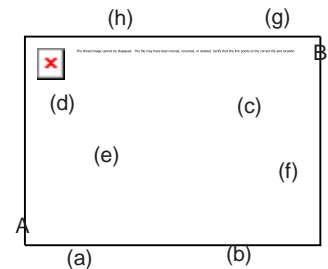 (h) (g)
B
The linked image cannot be displayed. The file may have been moved, renamed, or deleted. Verify that the link points to the correct file and location.
(d) (c)
(e)
(f)
A
(a) (b)